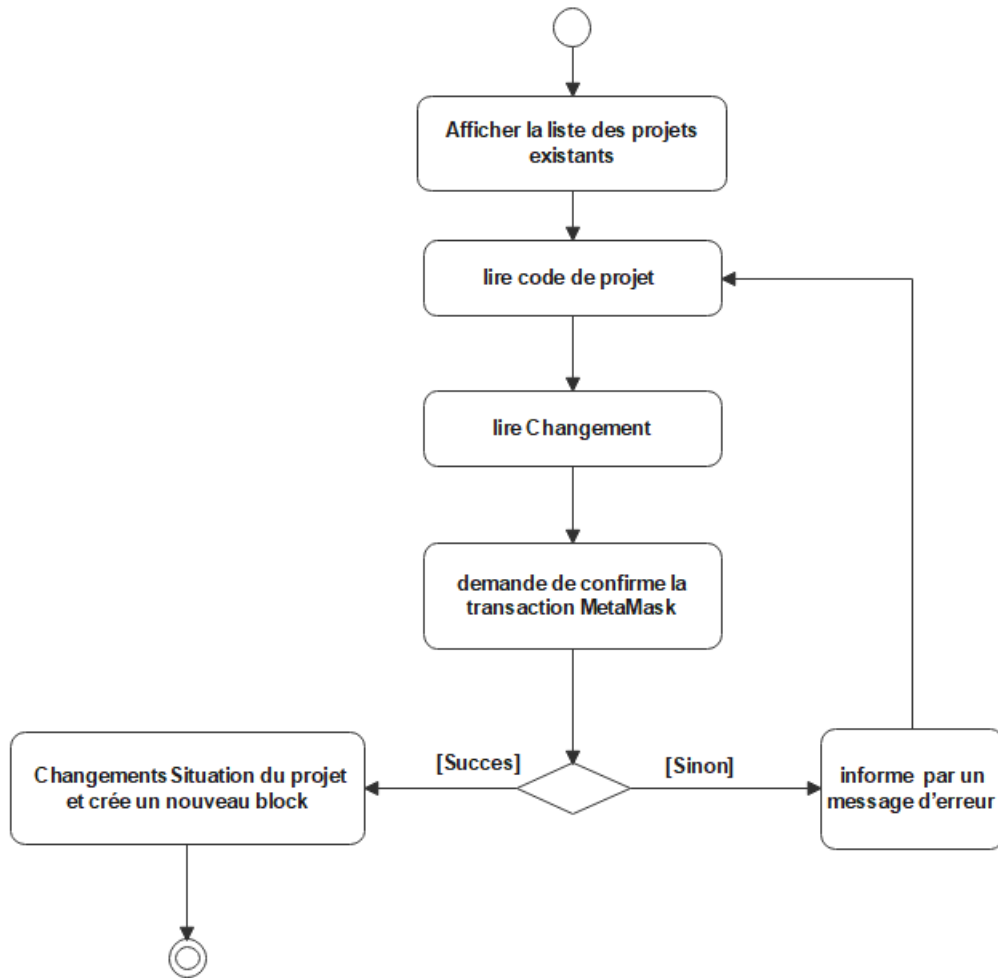 Afficher la liste des projets
existants
lire code de projet
lire Changement
demande de confirme la
transaction MetaMask
[Succes]
[Sinon]
Changements Situation du projet
et crée un nouveau block
informe par un
message d'erreur